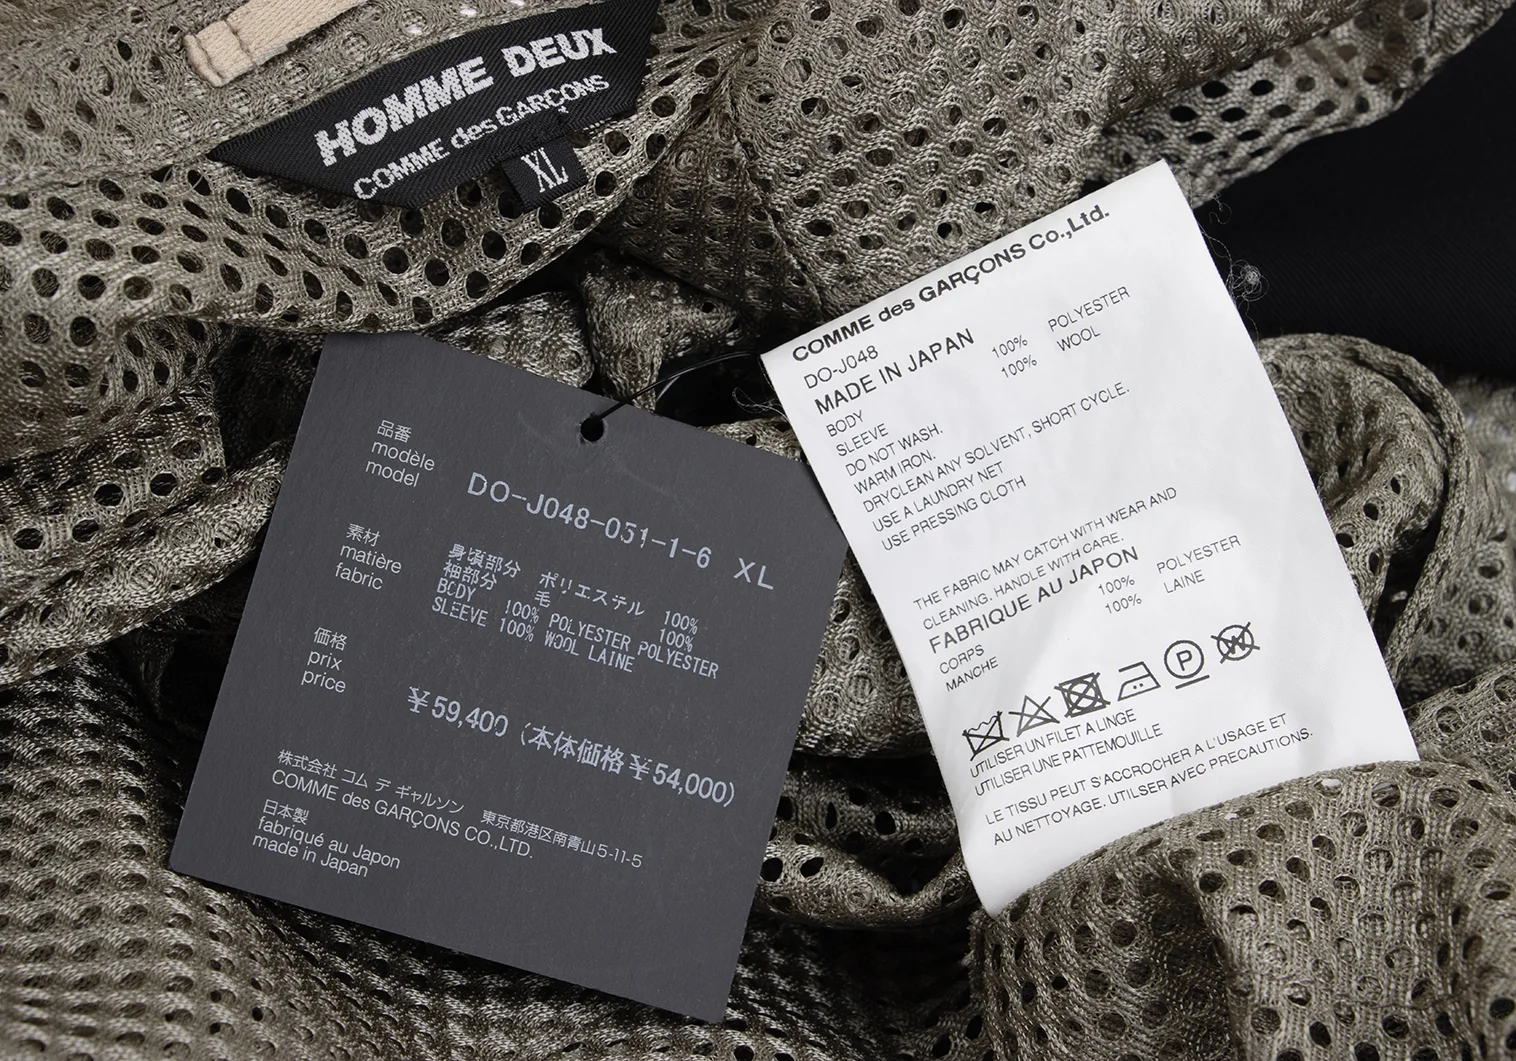 HOMME DEUX
COMME des GARÇONS
XL
品番
modèle
model
DO-J048-051-1-6 XL
素材
matière
fabric
身頃部分 ポリエステル 100%
袖部分 毛 100%
BODY 100% POLYESTER POLYESTER
SLEEVE 100% WOOL LAINE
価格
prix
price
¥59,400 (本体価格 ¥54,000)
株式会社 コム デ ギャルソン 東京都港区南青山5-11-5
COMME des GARÇONS CO.,LTD.
日本製
fabriqué au Japon
made in Japan
COMME des GARÇONS Co.,Ltd.
DO-J048
MADE IN JAPAN
BODY 100% POLYESTER
SLEEVE 100% WOOL
DO NOT WASH.
WARM IRON.
DRYCLEAN ANY SOLVENT, SHORT CYCLE.
USE A LAUNDRY NET
USE PRESSING CLOTH
THE FABRIC MAY CATCH WITH WEAR AND
CLEANING. HANDLE WITH CARE.
FABRIQUE AU JAPON
CORPS 100% POLYESTER
MANCHE 100% LAINE
P
W
UTILISER UN FILET A LINGE
UTILISER UNE PATTEMOUILLE
LE TISSU PEUT S'ACCROCHER A L'USAGE ET
AU NETTOYAGE. UTILSER AVEC PRECAUTIONS.